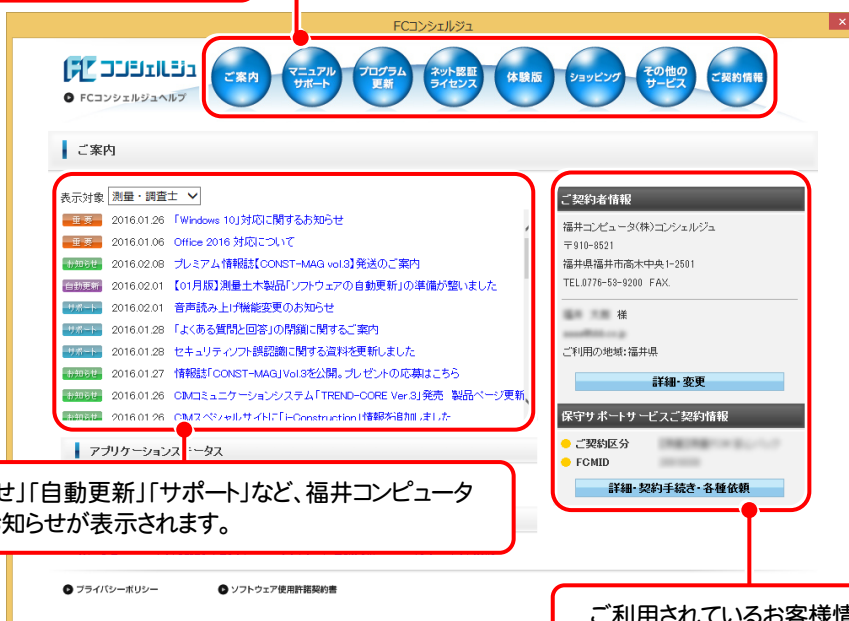 FCコンシェルジュ
×
FC コンシェルジュ
FCコンシェルジュヘルプ
ご案内
マニュアル
サポート
プログラム
更新
ネット認証
ライセンス
体験版
ショッピング
その他の
サービス
ご契約情報
ご案内
表示対象 測量・調査士
重要 2016.01.26 「Windows 10」対応に関するお知らせ
重要 2016.01.06 Office 2016 対応について
お知らせ 2016.02.08 プレミアム情報誌【CONST-MAG vol.3】発送のご案内
自動更新 2016.02.01 【01月版】測量土木製品「ソフトウェアの自動更新」の準備が整いました
サポート 2016.02.01 音声読み上げ機能変更のお知らせ
サポート 2016.01.28 「よくある質問と回答」の閉鎖に関するご案内
サポート 2016.01.28 セキュリティソフト誤認識に関する資料を更新しました
お知らせ 2016.01.27 情報誌「CONST-MAG」Vol.3を公開。プレゼントの応募はこちら
お知らせ 2016.01.26 CIMコミュニケーションシステム「TREND-CORE Ver.3」発売 製品ページ更新
お知らせ 2016.01.26 CIMスペシャルサイトに「i-Construction」情報を追加しました
アプリケーションステータス
せ」「自動更新」「サポート」など、福井コンピュータ
知らせが表示されます。
プライバシーポリシー
ソフトウェア使用許諾契約書
ご契約者情報
福井コンピュータ(株)コンシェルジュ
〒910-8521
福井県福井市高木中央1-2501
TEL.0776-53-9200 FAX.
様
ご利用の地域:福井県
詳細・変更
保守サポートサービスご契約情報
ご契約区分
FCMID
詳細・契約手続き・各種依頼
ご利用されているお客様情